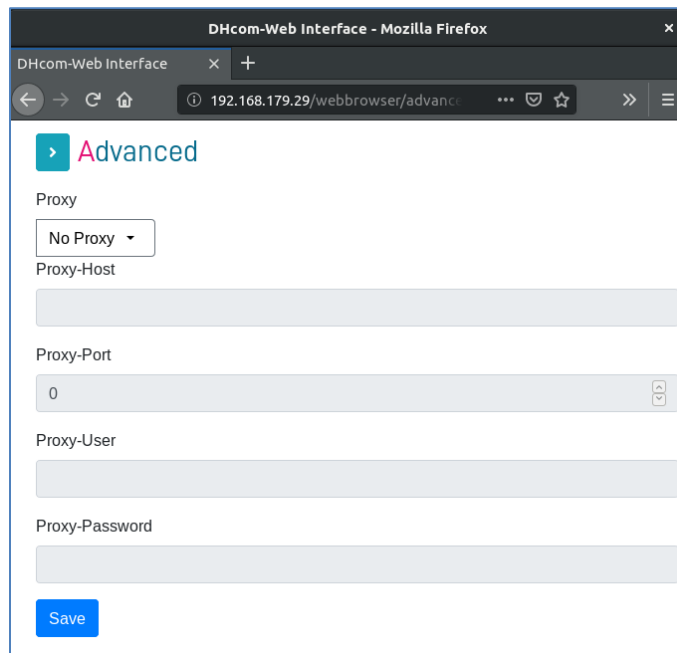 DHcom-Web Interface - Mozilla Firefox
DHcom-Web Interface
192.168.179.29/webbrowser/advance
Advanced
Proxy
No Proxy
Proxy-Host
Proxy-Port
0
Proxy-User
Proxy-Password
Save